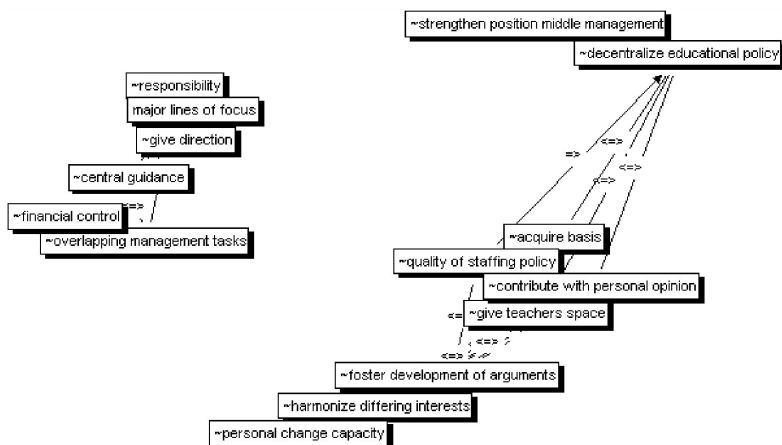 ~strengthen position middle management
~decentralize educational policy
~responsibility
major lines of focus
~give direction
=>
<=>
<=>
<=>
~central guidance
<=>
~financial control
~overlapping management tasks
~acquire basis
~quality of staffing policy
~contribute with personal opinion
~give teachers space
<=
<=>
<=>
~foster development of arguments
~harmonize differing interests
~personal change capacity